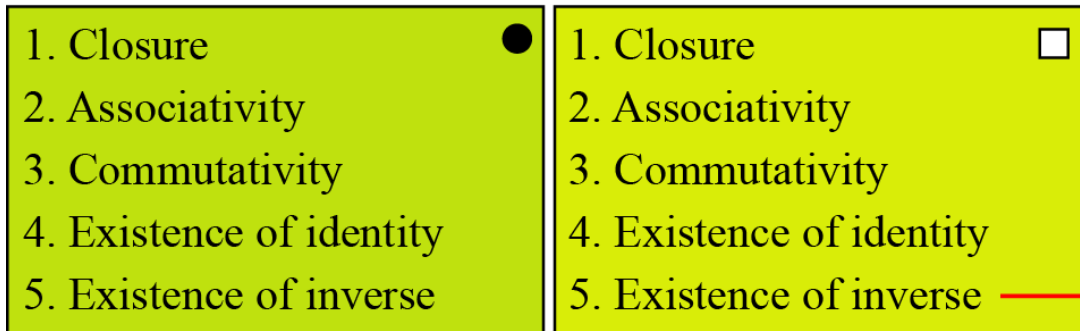 1. Closure
2. Associativity
3. Commutativity
4. Existence of identity
5. Existence of inverse
1. Closure
2. Associativity
3. Commutativity
4. Existence of identity
5. Existence of inverse